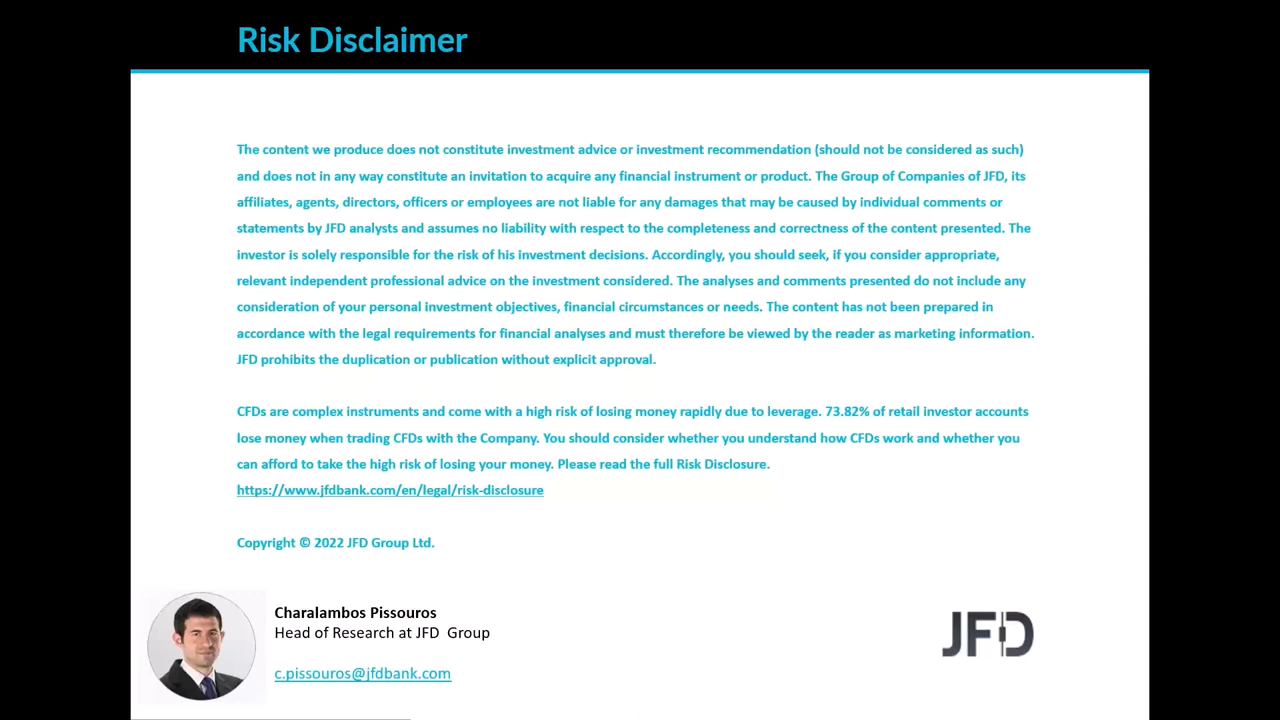 Risk Disclaimer
The content we produce does not constitute investment advice or investment recommendation (should not be considered as such)
and does not in any way constitute an invitation to acquire any financial instrument or product. The Group of Companies of JFD, its
affiliates, agents, directors, officers or employees are not liable for any damages that may be caused by individual comments or
statements by JFD analysts and assumes no liability with respect to the completeness and correctness of the content presented. The
investor is solely responsible for the risk of his investment decisions. Accordingly, you should seek, if you consider appropriate,
relevant independent professional advice on the investment considered. The analyses and comments presented do not include any
consideration of your personal investment objectives, financial circumstances or needs. The content has not been prepared in
accordance with the legal requirements for financial analyses and must therefore be viewed by the reader as marketing information.
JFD prohibits the duplication or publication without explicit approval.
CFDs are complex instruments and come with a high risk of losing money rapidly due to leverage. 73.82% of retail investor accounts
lose money when trading CFDs with the Company. You should consider whether you understand how CFDs work and whether you
can afford to take the high risk of losing your money. Please read the full Risk Disclosure.
https://www.jfdbank.com/en/legal/risk-disclosure
Copyright © 2022 JFD Group Ltd.
Charalambos Pissouros
Head of Research at JFD Group
c.pissouros@jfdbank.com
JFD